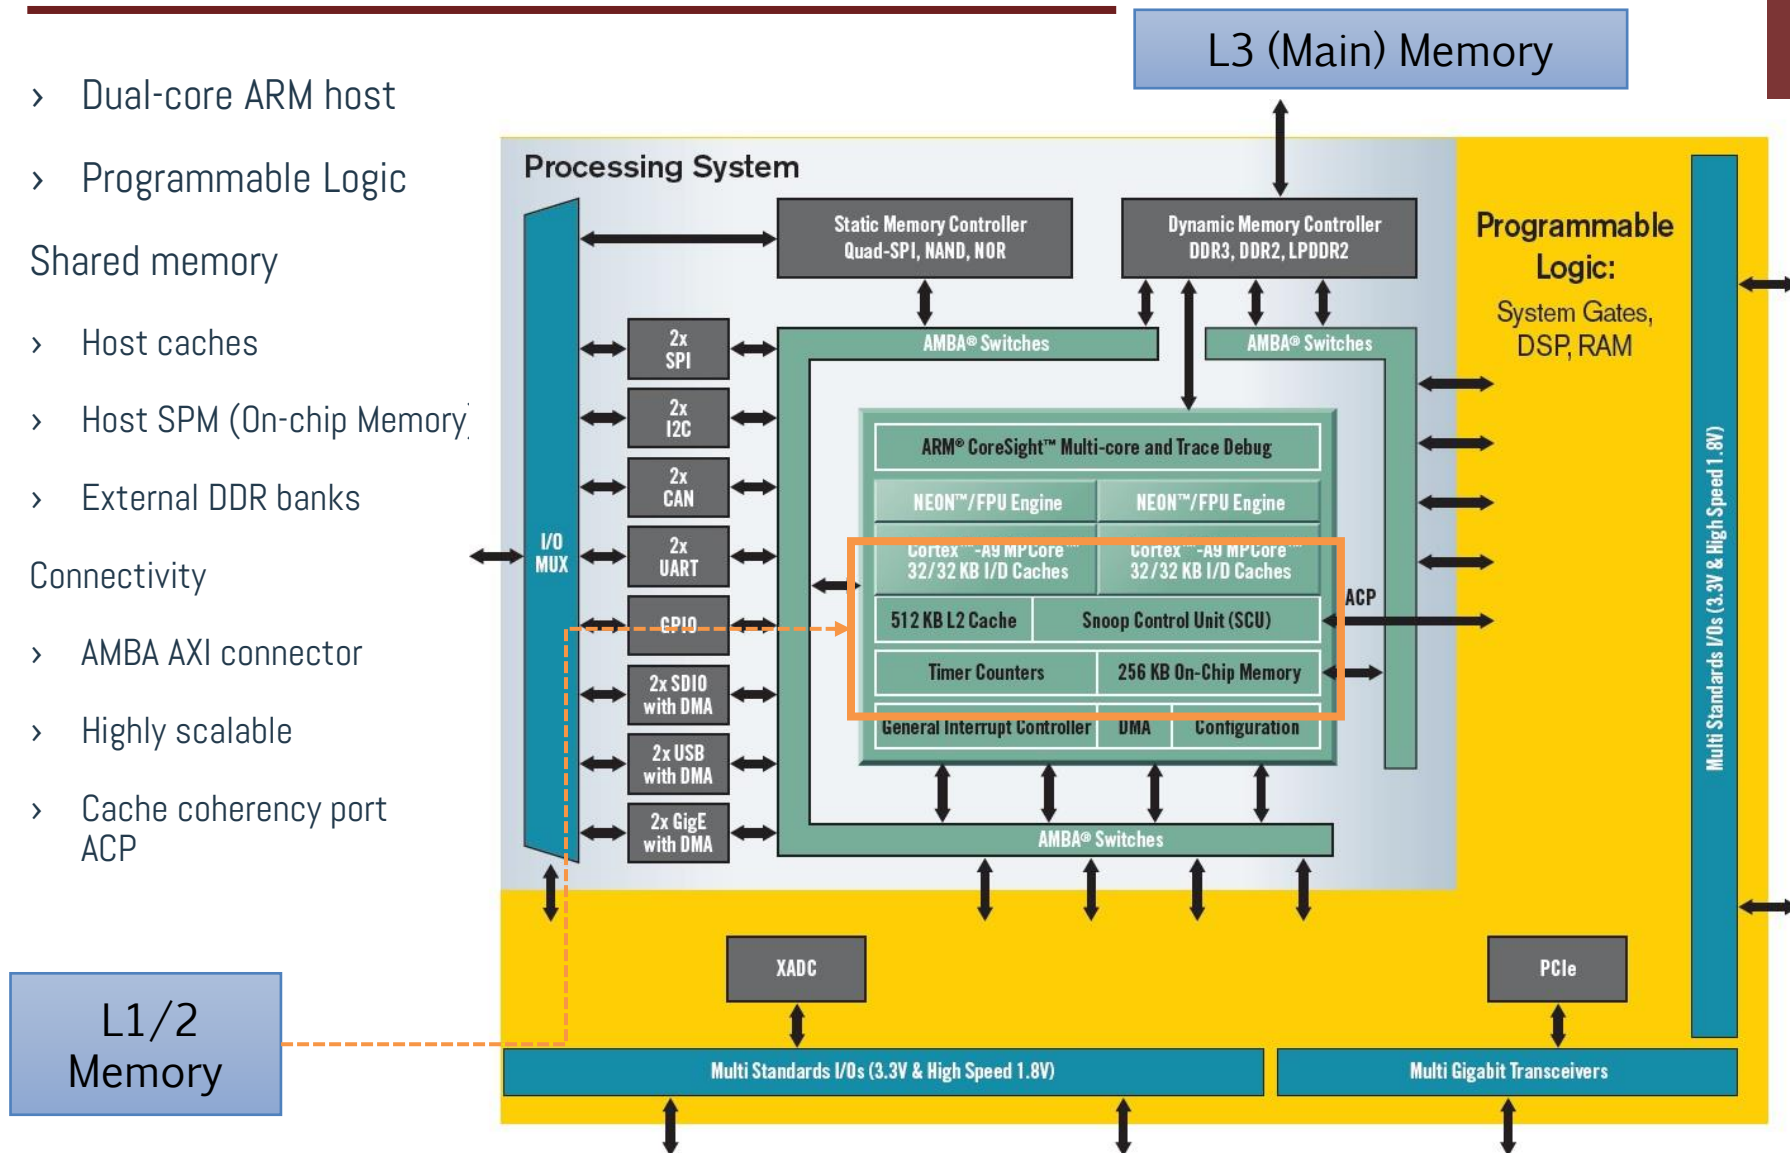 › Dual-core ARM host
› Programmable Logic
Shared memory
› Host caches
› Host SPM (On-chip Memory)
› External DDR banks
Connectivity
› AMBA AXI connector
› Highly scalable
› Cache coherency port
ACP
L1/2
Memory
L3 (Main) Memory
Processing System
Static Memory Controller
Quad-SPI, NAND, NOR
Dynamic Memory Controller
DDR3, DDR2, LPDDR2
Programmable
Logic:
System Gates,
DSP, RAM
AMBA® Switches
AMBA® Switches
I/O
MUX
2x
SPI
2x
I2C
2x
CAN
2x
UART
GPIO
2x SDIO
with DMA
2x USB
with DMA
2x GigE
with DMA
ARM® CoreSight™ Multi-core and Trace Debug
NEON™/FPU Engine
NEON™/FPU Engine
Cortex™-A9 MPCore™
32/32 KB I/D Caches
Cortex™-A9 MPCore™
32/32 KB I/D Caches
512 KB L2 Cache
Snoop Control Unit (SCU)
ACP
Timer Counters
256 KB On-Chip Memory
General Interrupt Controller
DMA
Configuration
AMBA® Switches
Multi Standards I/Os (3.3V & High Speed 1.8V)
XADC
PCIe
Multi Standards I/Os (3.3V & High Speed 1.8V)
Multi Gigabit Transceivers